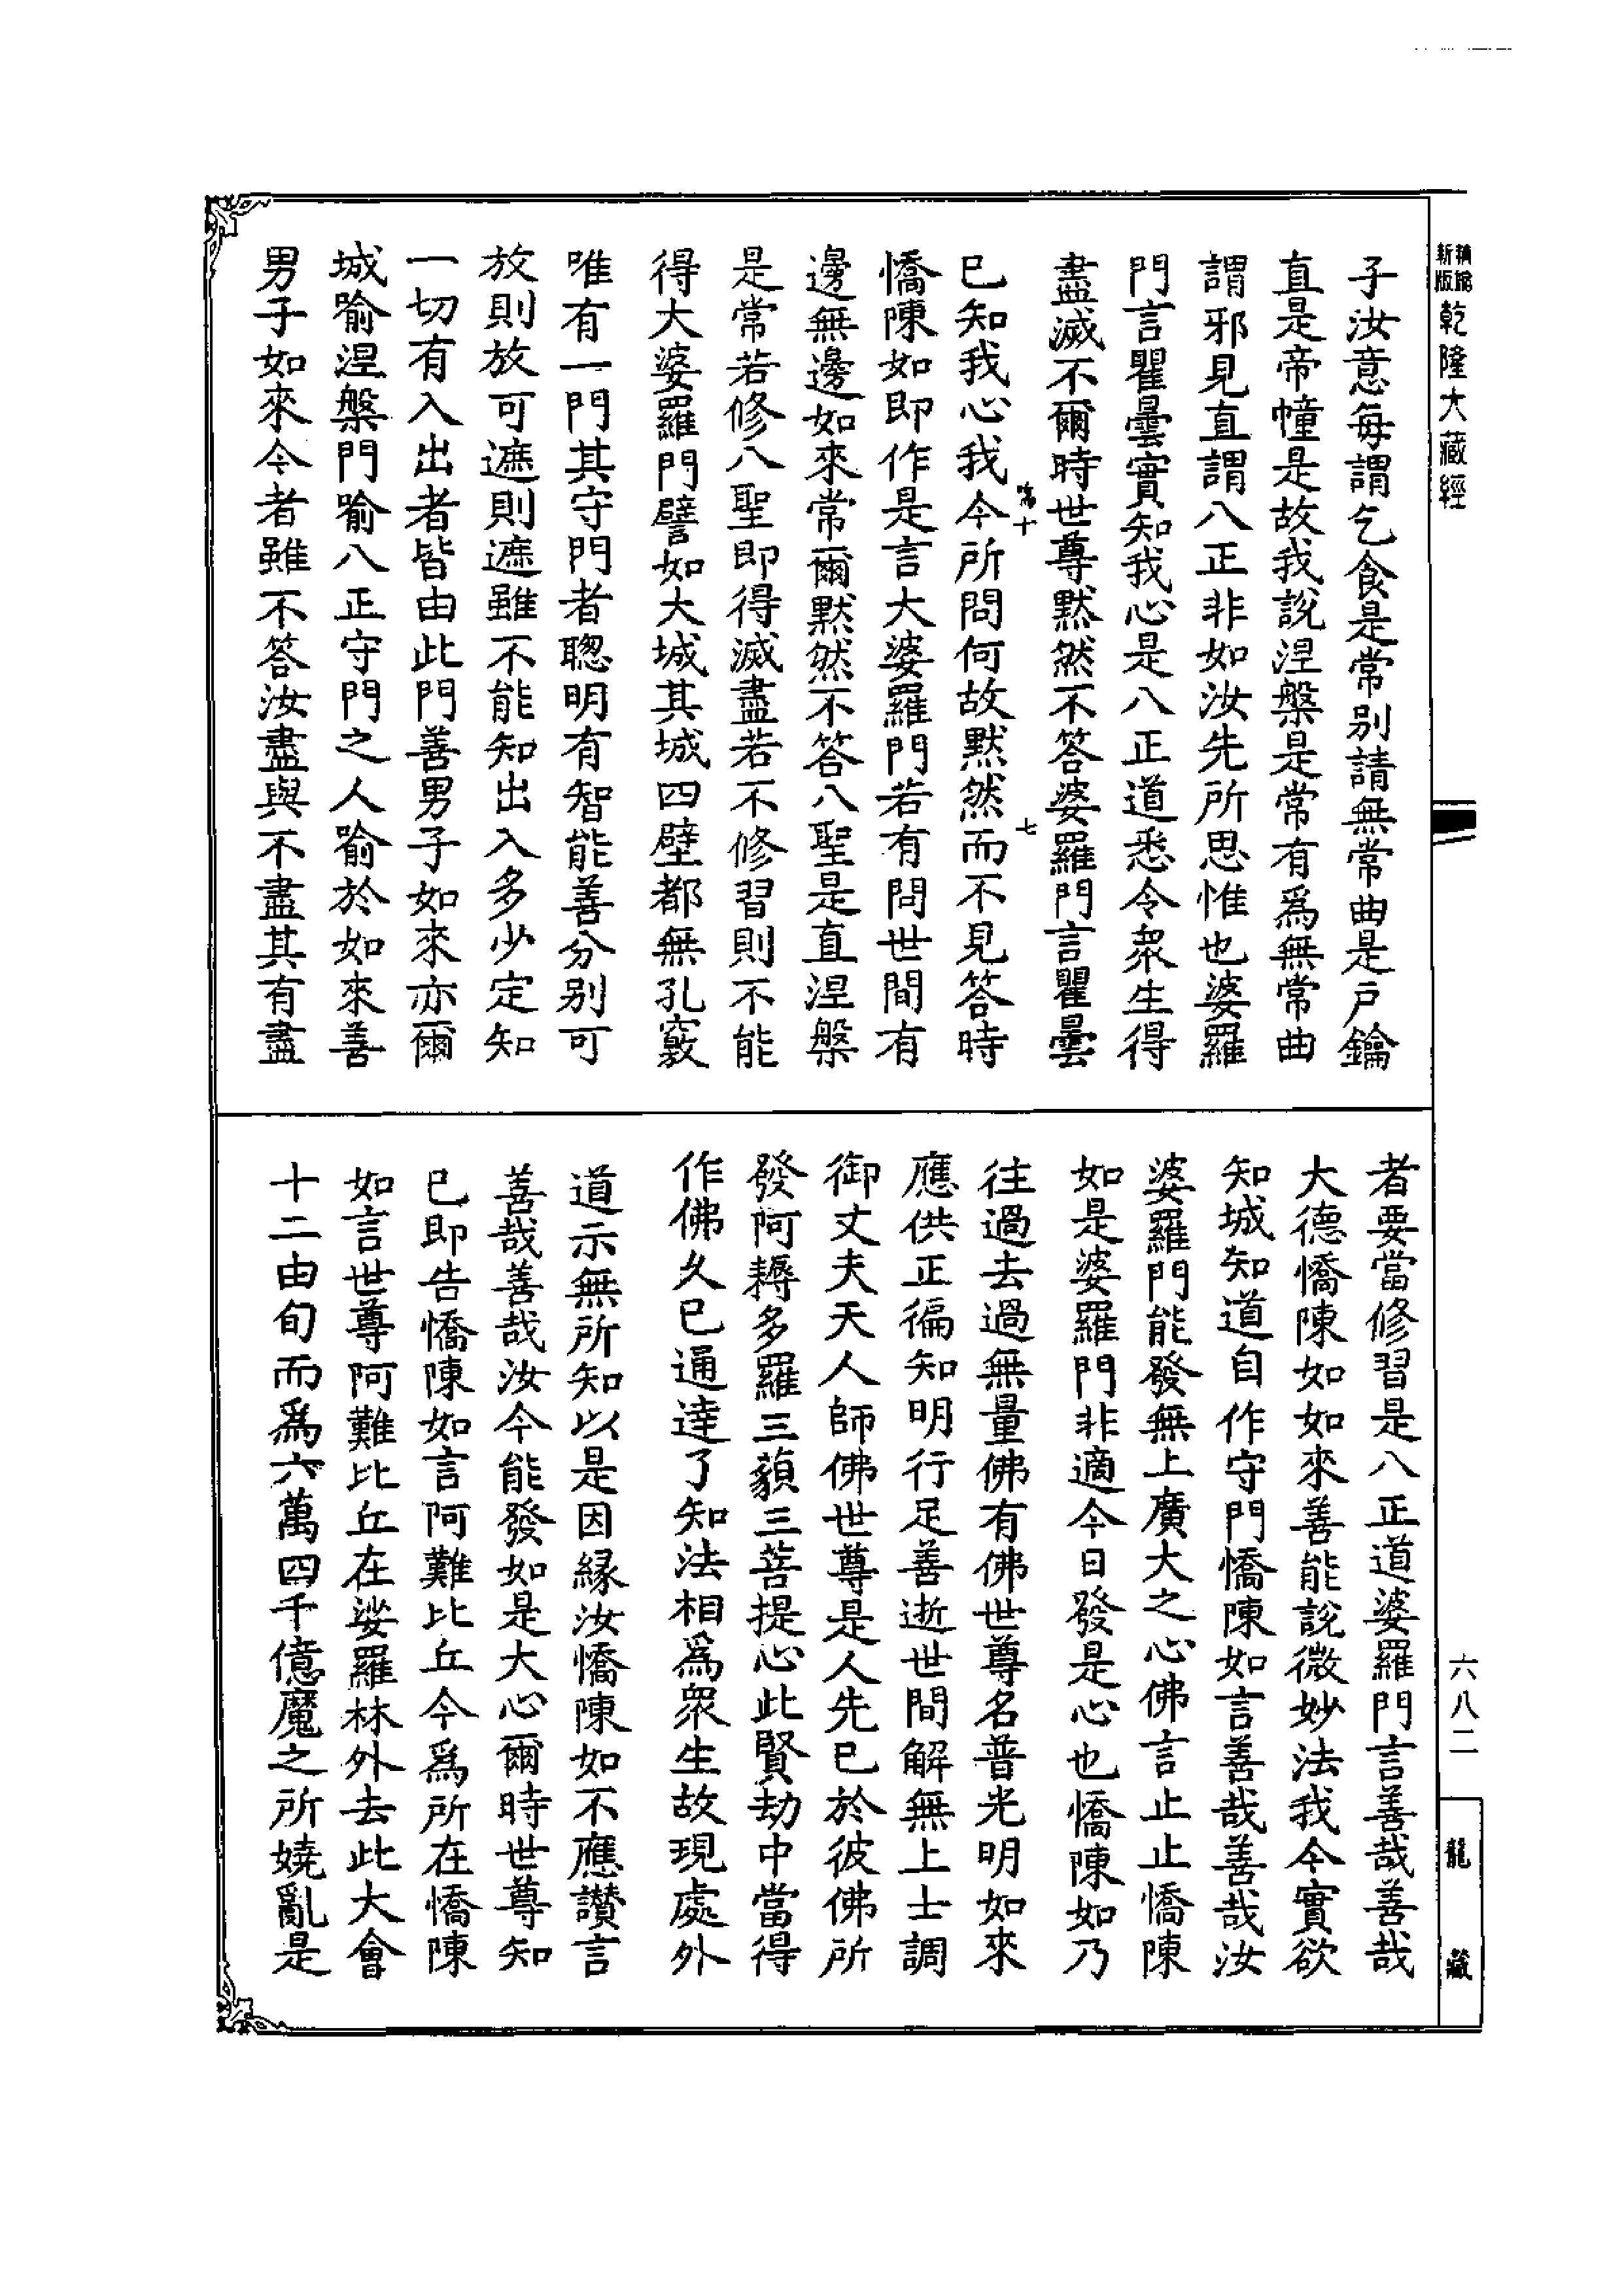 新編縮版
乾隆大藏經
子汝意每謂乞食是常別請無常曲是戶鑰
直是帝幢是故我說涅槃是常有為無常曲
謂邪見直謂八正非如汝先所思惟也婆羅
門言瞿曇實知我心是八正道悉令眾生得
盡滅不爾時世尊默然不答婆羅門言瞿曇
十 七
已知我心我今所問何故默然而不見答時
憍陳如即作是言大婆羅門若有問世間有
邊無邊如來常爾默然不答八聖是直涅槃
是常若修八聖即得滅盡若不修習則不能
得大婆羅門譬如大城其城四壁都無孔竅
唯有一門其守門者聰明有智能善分別可
放則放可遮則遮雖不能知出入多少定知
一切有入出者皆由此門善男子如來亦爾
城喻涅槃門喻八正守門之人喻於如來善
男子如來今者雖不答汝盡與不盡其有盡
者要當修習是八正道婆羅門言善哉善哉
大德憍陳如如來善能說微妙法我今實欲
知城知道自作守門憍陳如言善哉善哉汝
婆羅門能發無上廣大之心佛言止止憍陳
如是婆羅門非適今日發是心也憍陳如乃
往過去過無量佛有佛世尊名普光明如來
應供正徧知明行足善逝世間解無上士調
御丈夫天人師佛世尊是人先已於彼佛所
發阿耨多羅三藐三菩提心此賢劫中當得
作佛久已通達了知法相為眾生故現處外
道示無所知以是因緣汝憍陳如不應讚言
善哉善哉汝今能發如是大心爾時世尊知
已即告憍陳如言阿難比丘今為所在憍陳
如言世尊阿難比丘在娑羅林外去此大會
十二由旬而為六萬四千億魔之所嬈亂是
六八二
龍藏